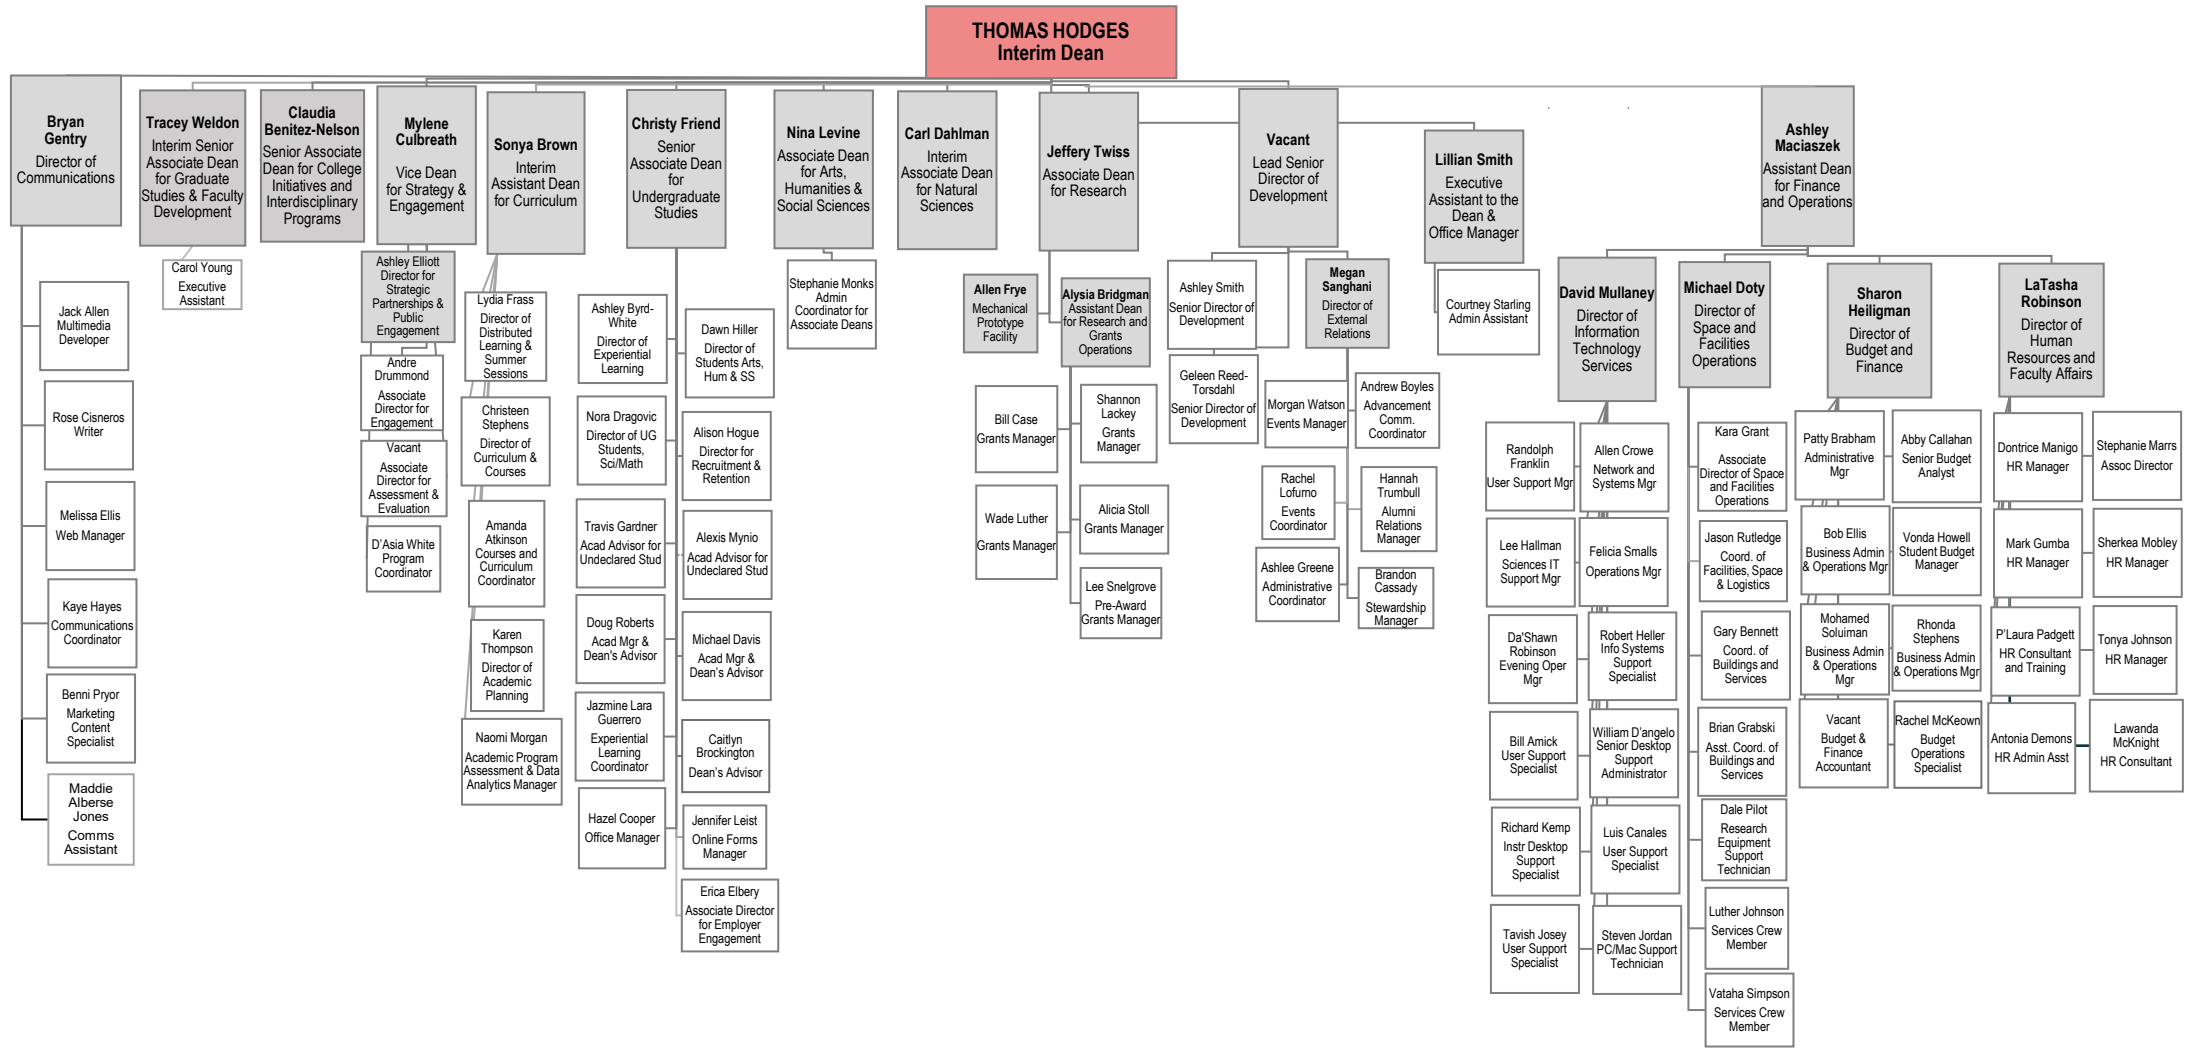 THOMAS HODGES
Interim Dean
Bryan
Gentry
Director of
Communications
Jack Allen
Multimedia
Developer
Rose Cisneros
Writer
Melissa Ellis
Web Manager
Kaye Hayes
Communications
Coordinator
Benni Pryor
Marketing
Content
Specialist
Maddie
Alberse
Jones
Comms
Assistant
Tracey Weldon
Interim Senior
Associate Dean
for Graduate
Studies & Faculty
Development
Carol Young
Executive
Assistant
Claudia
Benitez-Nelson
Senior Associate
Dean for College
Initiatives and
Interdisciplinary
Programs
Mylene
Culbreath
Vice Dean
for Strategy &
Engagement
Ashley Elliott
Director for
Strategic
Partnerships &
Public
Engagement
Andre
Drummond
Associate
Director for
Engagement
Vacant
Associate
Director for
Assessment &
Evaluation
D'Asia White
Program
Coordinator
Sonya Brown
Interim
Assistant Dean
for Curriculum
Lydia Frass
Director of
Distributed
Learning &
Summer
Sessions
Christeen
Stephens
Director of
Curriculum &
Courses
Amanda
Atkinson
Courses and
Curriculum
Coordinator
Karen
Thompson
Director of
Academic
Planning
Naomi Morgan
Academic Program
Assessment & Data
Analytics Manager
Christy Friend
Senior
Associate Dean
for
Undergraduate
Studies
Ashley Byrd-
White
Director of
Experiential
Learning
Dawn Hiller
Director of
Students Arts,
Hum & SS
Nora Dragovic
Director of UG
Students,
Sci/Math
Alison Hogue
Director for
Recruitment &
Retention
Travis Gardner
Acad Advisor for
Undeclared Stud
Alexis Mynio
Acad Advisor for
Undeclared Stud
Doug Roberts
Acad Mgr &
Dean's Advisor
Michael Davis
Acad Mgr &
Dean's Advisor
Jazmine Lara
Guerrero
Experiential
Learning
Coordinator
Caitlyn
Brockington
Dean's Advisor
Hazel Cooper
Office Manager
Jennifer Leist
Online Forms
Manager
Erica Elbery
Associate Director
for Employer
Engagement
Nina Levine
Associate Dean
for Arts,
Humanities &
Social Sciences
Stephanie Monks
Admin
Coordinator for
Associate Deans
Carl Dahlman
Interim
Associate Dean
for Natural
Sciences
Jeffery Twiss
Associate Dean
for Research
Allen Frye
Mechanical
Prototype
Facility
Alysia Bridgman
Assistant Dean
for Research and
Grants
Operations
Bill Case
Grants Manager
Shannon
Lackey
Grants
Manager
Wade Luther
Grants Manager
Alicia Stoll
Grants Manager
Lee Snelgrove
Pre-Award
Grants Manager
Vacant
Lead Senior
Director of
Development
Ashley Smith
Senior Director of
Development
Geleen Reed-
Torsdahl
Senior Director of
Development
Megan
Sanghani
Director of
External
Relations
Morgan Watson
Events Manager
Andrew Boyles
Advancement
Comm.
Coordinator
Rachel
Lofurno
Events
Coordinator
Hannah
Trumbull
Alumni
Relations
Manager
Ashlee Greene
Administrative
Coordinator
Brandon
Cassady
Stewardship
Manager
Lillian Smith
Executive
Assistant to the
Dean &
Office Manager
Courtney Starling
Admin Assistant
Ashley
Maciaszek
Assistant Dean
for Finance
and Operations
David Mullaney
Director of
Information
Technology
Services
Randolph
Franklin
User Support Mgr
Allen Crowe
Network and
Systems Mgr
Lee Hallman
Sciences IT
Support Mgr
Felicia Smalls
Operations Mgr
Da'Shawn
Robinson
Evening Oper
Mgr
Robert Heller
Info Systems
Support
Specialist
Bill Amick
User Support
Specialist
William D'angelo
Senior Desktop
Support
Administrator
Richard Kemp
Instr Desktop
Support
Specialist
Luis Canales
User Support
Specialist
Tavish Josey
User Support
Specialist
Steven Jordan
PC/Mac Support
Technician
Michael Doty
Director of
Space and
Facilities
Operations
Kara Grant
Associate
Director of Space
and Facilities
Operations
Jason Rutledge
Coord. of
Facilities, Space
& Logistics
Gary Bennett
Coord. of
Buildings and
Services
Brian Grabski
Asst. Coord. of
Buildings and
Services
Dale Pilot
Research
Equipment
Support
Technician
Luther Johnson
Services Crew
Member
Vataha Simpson
Services Crew
Member
Sharon
Heiligman
Director of
Budget and
Finance
Patty Brabham
Administrative
Mgr
Abby Callahan
Senior Budget
Analyst
Bob Ellis
Business Admin
& Operations Mgr
Vonda Howell
Student Budget
Manager
Mohamed
Soluiman
Business Admin
& Operations
Mgr
Rhonda
Stephens
Business Admin
& Operations Mgr
Vacant
Budget &
Finance
Accountant
Rachel McKeown
Budget
Operations
Specialist
LaTasha
Robinson
Director of
Human
Resources and
Faculty Affairs
Dontrice Manigo
HR Manager
Stephanie Marrs
Assoc Director
Mark Gumba
HR Manager
Sherkea Mobley
HR Manager
P'Laura Padgett
HR Consultant
and Training
Tonya Johnson
HR Manager
Antonia Demons
HR Admin Asst
Lawanda
McKnight
HR Consultant